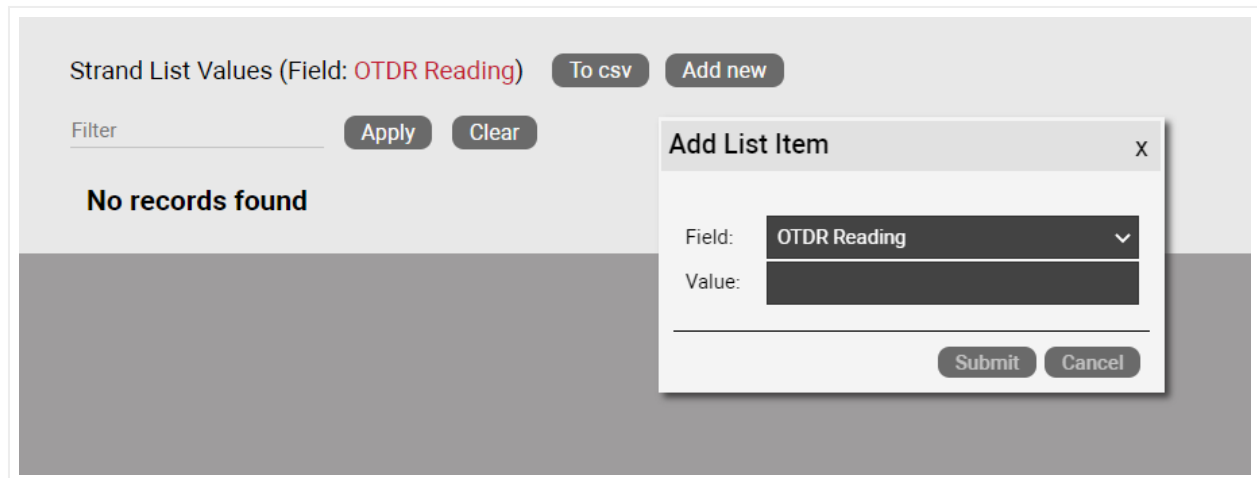 Strand List Values (Field: OTDR Reading) To csv Add new
Filter Apply Clear
No records found
Add List Item x
Field: OTDR Reading
Value:
Submit Cancel